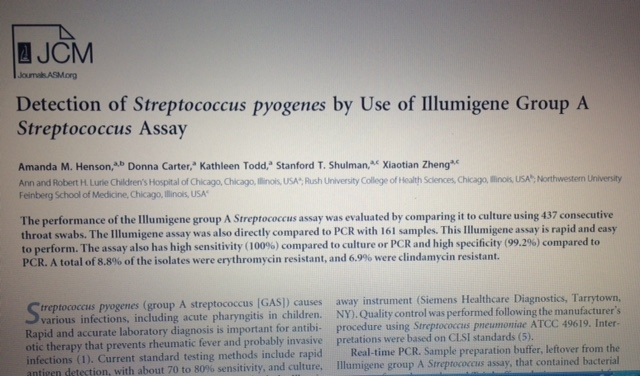 JCM
Journals.ASM.org
Detection of Streptococcus pyogenes by Use of Illumigene Group A
Streptococcus Assay
Amanda M. Henson,a,b Donna Carter,a Kathleen Todd,a Stanford T. Shulman,a,c Xiaotian Zhenga,c
Ann and Robert H. Lurie Children's Hospital of Chicago, Chicago, Illinois, USAa; Rush University College of Health Sciences, Chicago, Illinois, USAb; Northwestern University
Feinberg School of Medicine, Chicago, Illinois, USAc
The performance of the Illumigene group A Streptococcus assay was evaluated by comparing it to culture using 437 consecutive
throat swabs. The Illumigene assay was also directly compared to PCR with 161 samples. This Illumigene assay is rapid and easy
to perform. The assay also has high sensitivity (100%) compared to culture or PCR and high specificity (99.2%) compared to
PCR. A total of 8.8% of the isolates were erythromycin resistant, and 6.9% were clindamycin resistant.
Streptococcus pyogenes (group A streptococcus [GAS]) causes
various infections, including acute pharyngitis in children.
Rapid and accurate laboratory diagnosis is important for antibi-
otic therapy that prevents rheumatic fever and probably invasive
infections (1). Current standard testing methods include rapid
antigen detection, with about 70 to 80% sensitivity, and culture,
away instrument (Siemens Healthcare Diagnostics, Tarrytown,
NY). Quality control was performed following the manufacturer's
procedure using Streptococcus pneumoniae ATCC 49619. Inter-
pretations were based on CLSI standards (5).
Real-time PCR. Sample preparation buffer, leftover from the
Illumigene group A Streptococcus assay, that contained bacterial